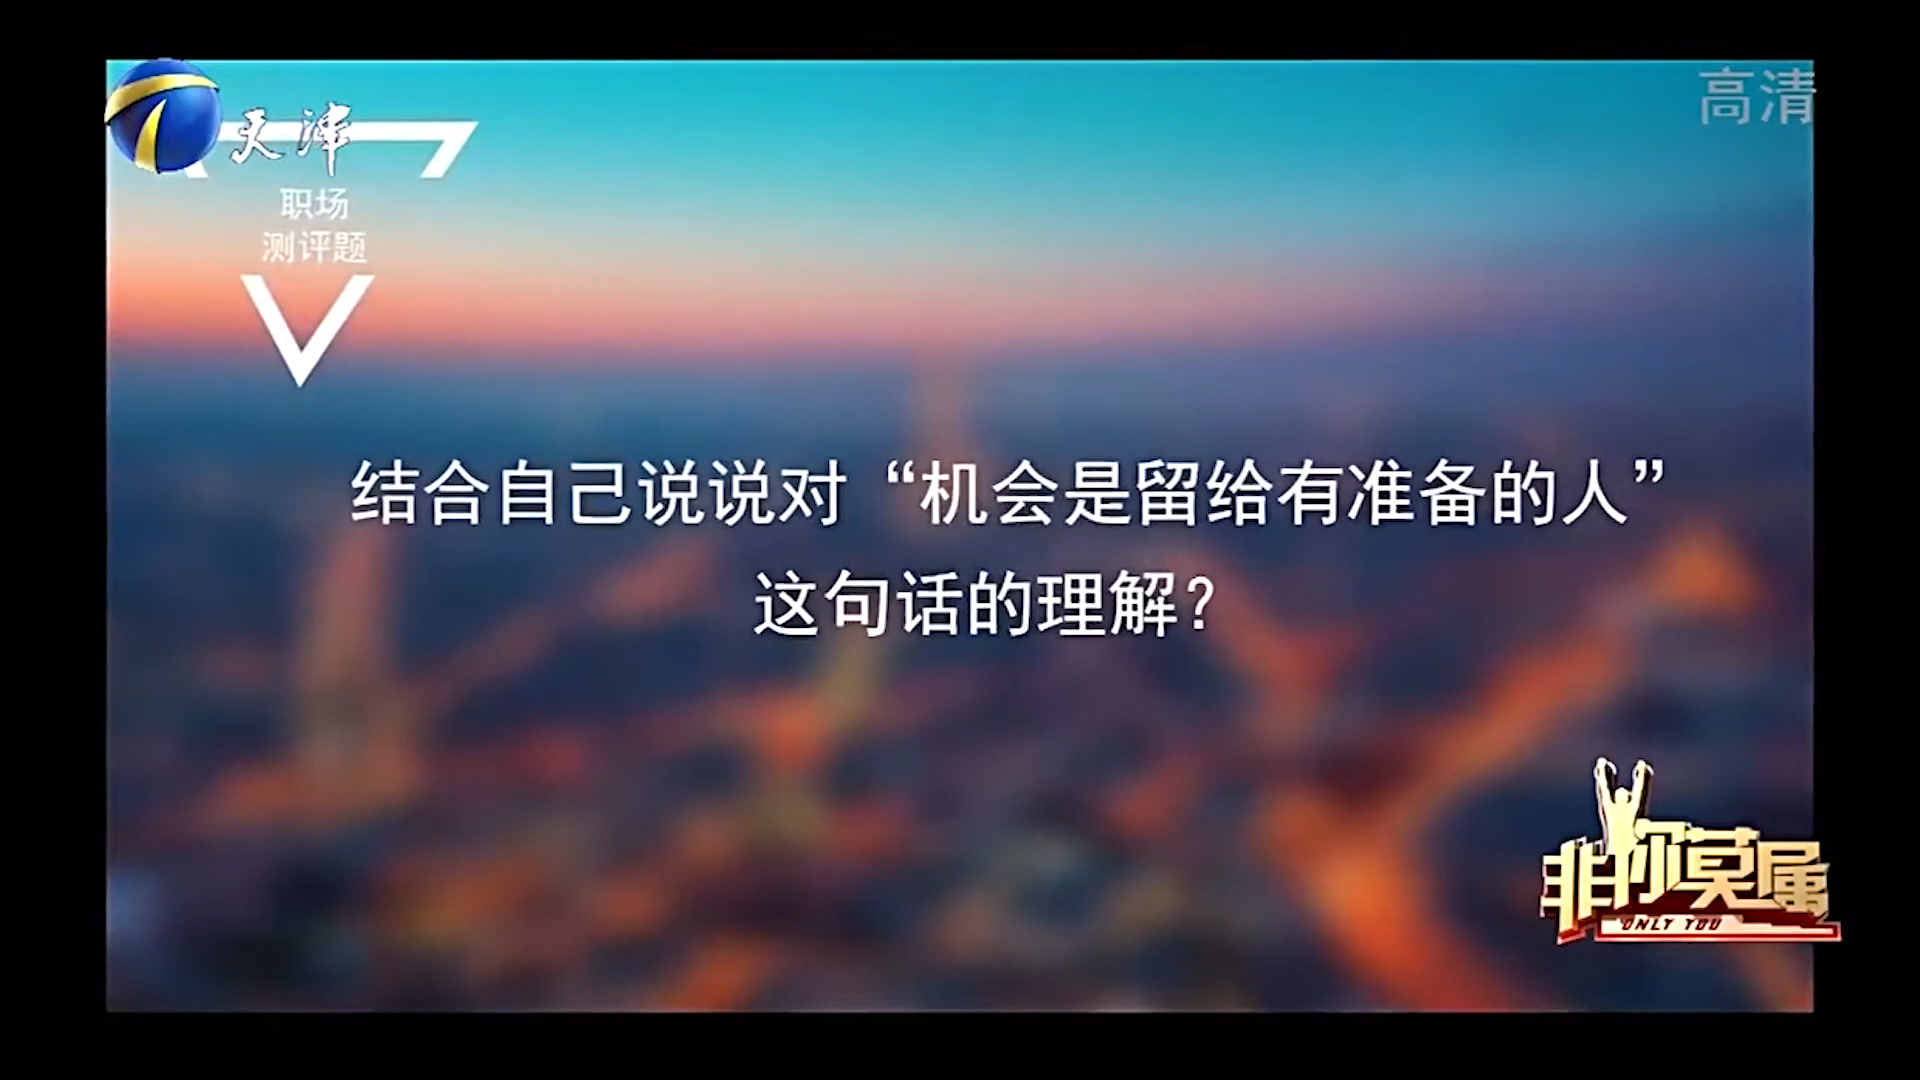 天津
高清
职场
测评题
结合自己说说对“机会是留给有准备的人”
这句话的理解？
非你莫属
ONLY YOU